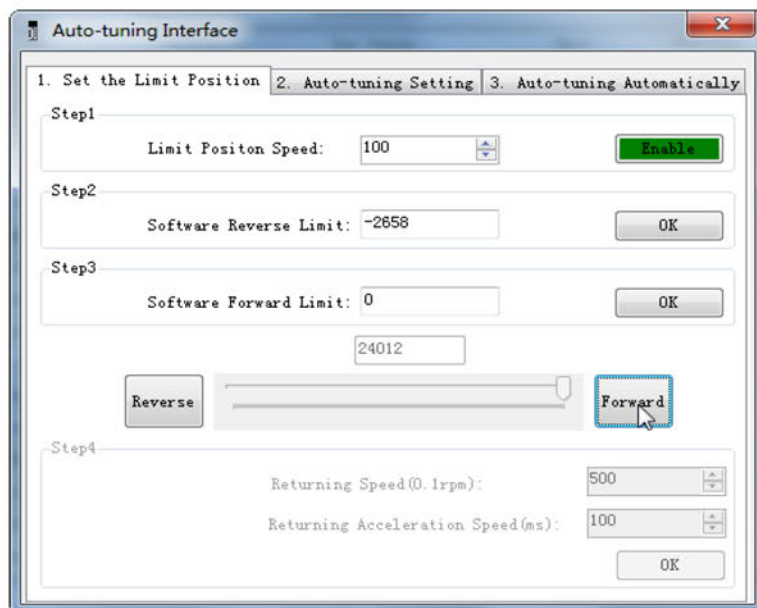 Auto-tuning Interface
1. Set the Limit Position 2. Auto-tuning Setting 3. Auto-tuning Automatically
Step1
Limit Positon Speed: 100 Enable
Step2
Software Reverse Limit: -2658 OK
Step3
Software Forward Limit: 0 OK
24012
Reverse Forward
Step4
Returning Speed(0.1rpm): 500
Returning Acceleration Speed(ms): 100
OK